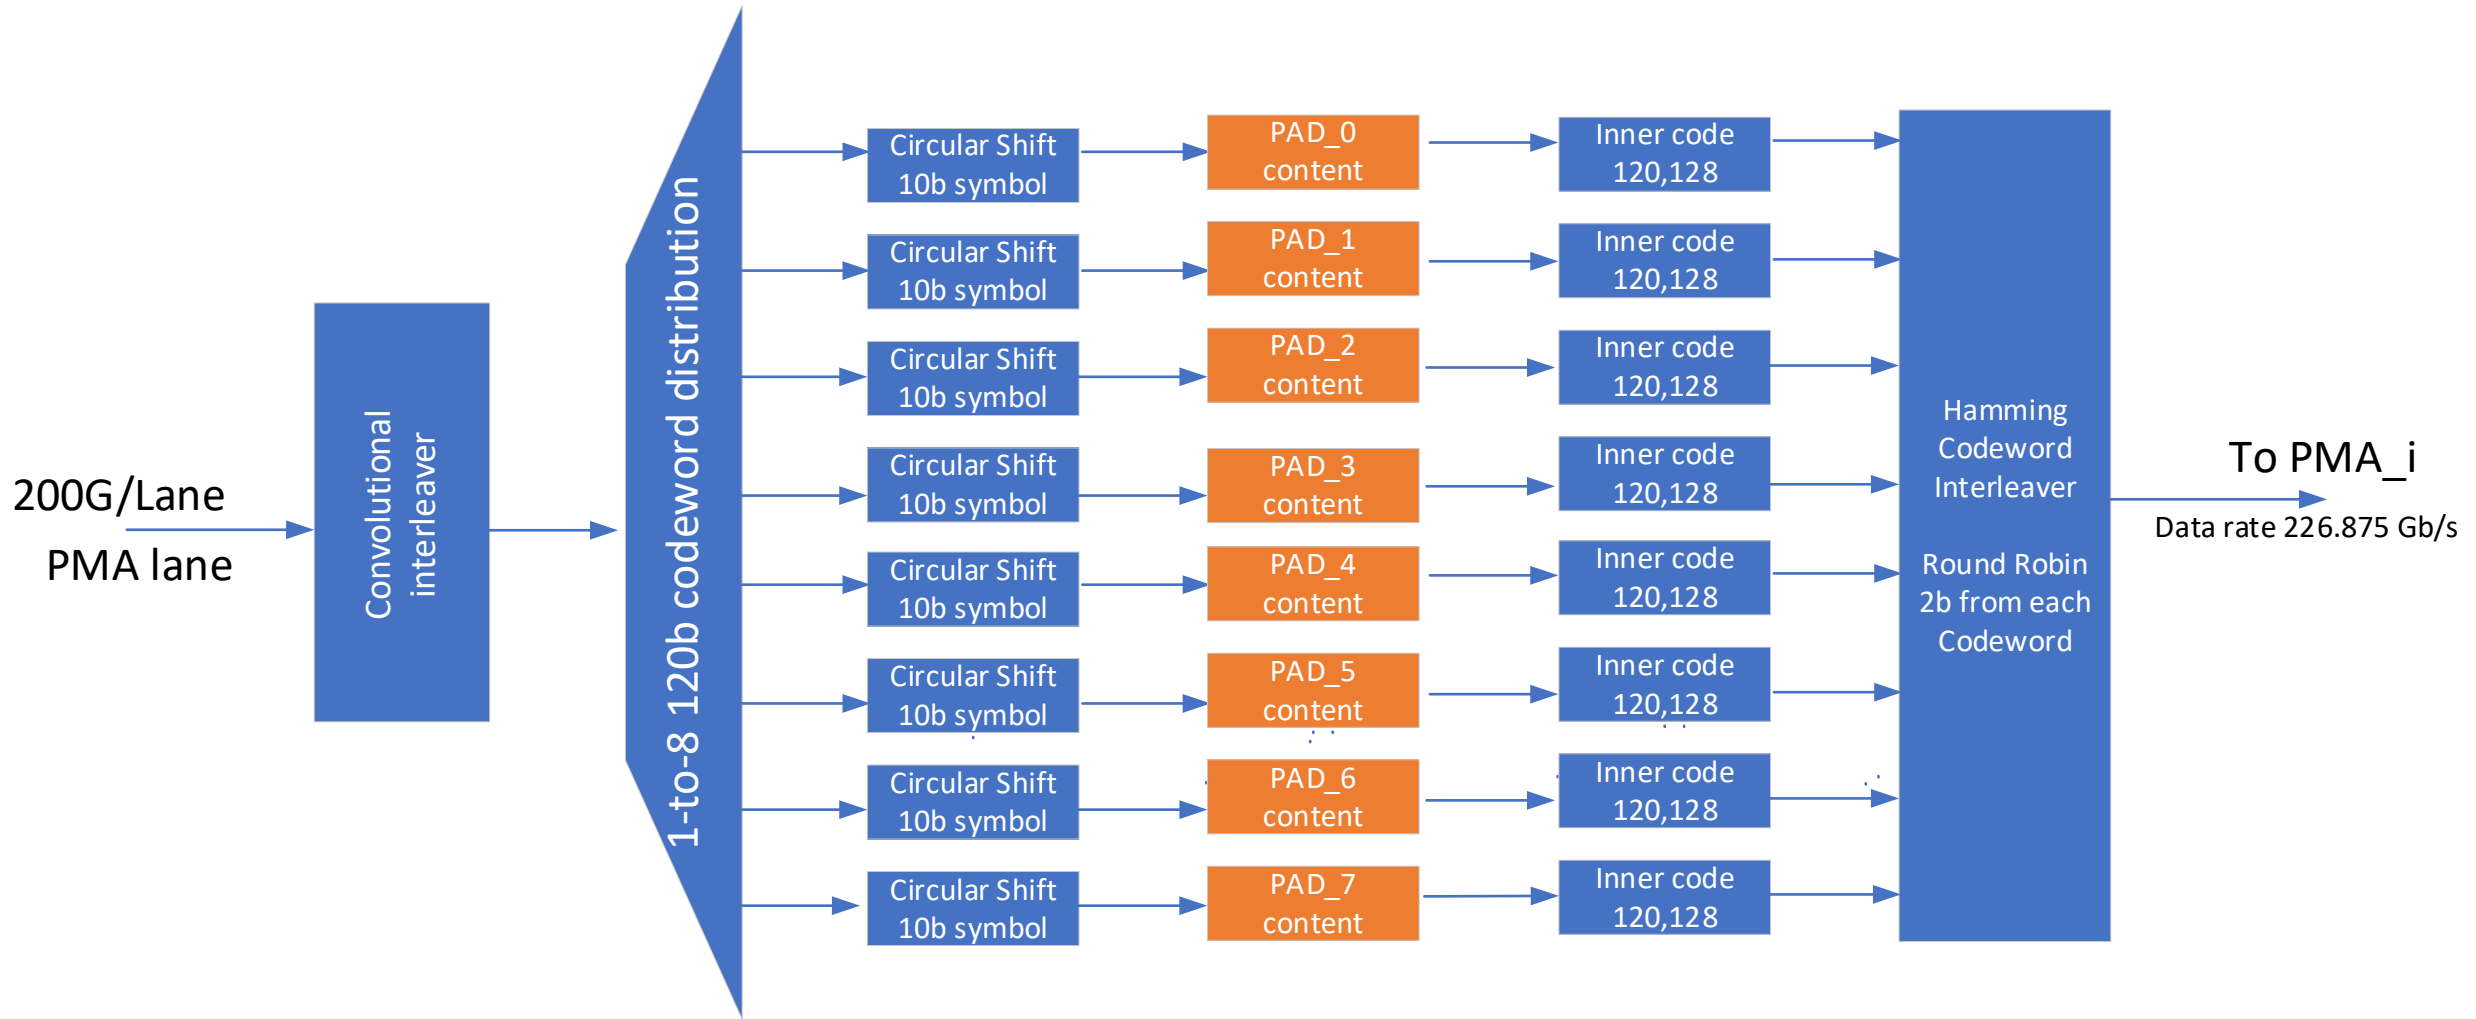 200G/Lane
PMA lane
Convolutional
interleaver
1-to-8 120b codeword distribution
Circular Shift
10b symbol
PAD_0
content
Inner code
120,128
Circular Shift
10b symbol
PAD_1
content
Inner code
120,128
Circular Shift
10b symbol
PAD_2
content
Inner code
120,128
Circular Shift
10b symbol
PAD_3
content
Inner code
120,128
Circular Shift
10b symbol
PAD_4
content
Inner code
120,128
Circular Shift
10b symbol
PAD_5
content
Inner code
120,128
Circular Shift
10b symbol
PAD_6
content
Inner code
120,128
Circular Shift
10b symbol
PAD_7
content
Inner code
120,128
Hamming
Codeword
Interleaver
Round Robin
2b from each
Codeword
To PMA_i
Data rate 226.875 Gb/s